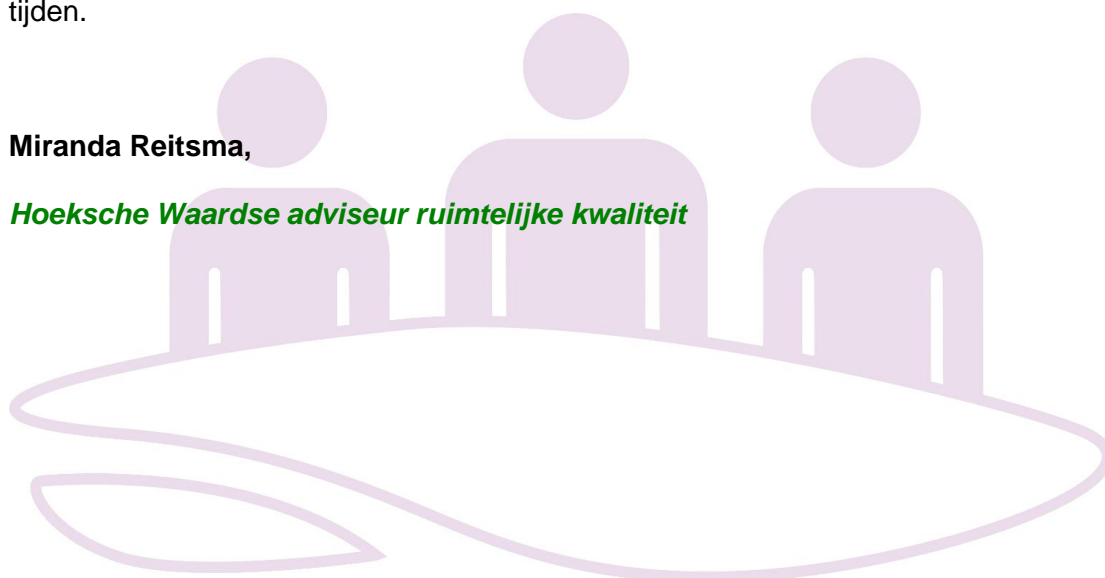 tijden.
Miranda Reitsma,
Hoeksche Waardse adviseur ruimtelijke kwaliteit